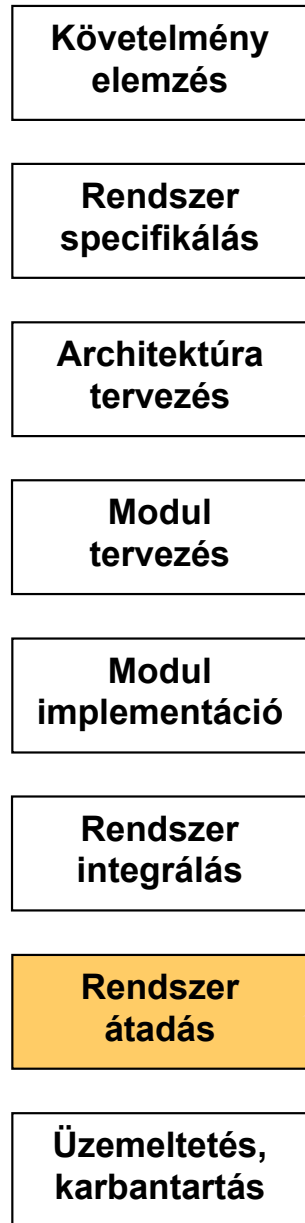 Követelmény
elemzés
Rendszer
specifikálás
Architektúra
tervezés
Modul
tervezés
Modul
implementáció
Rendszer
integrálás
Rendszer
átadás
Üzemeltetés,
karbantartás